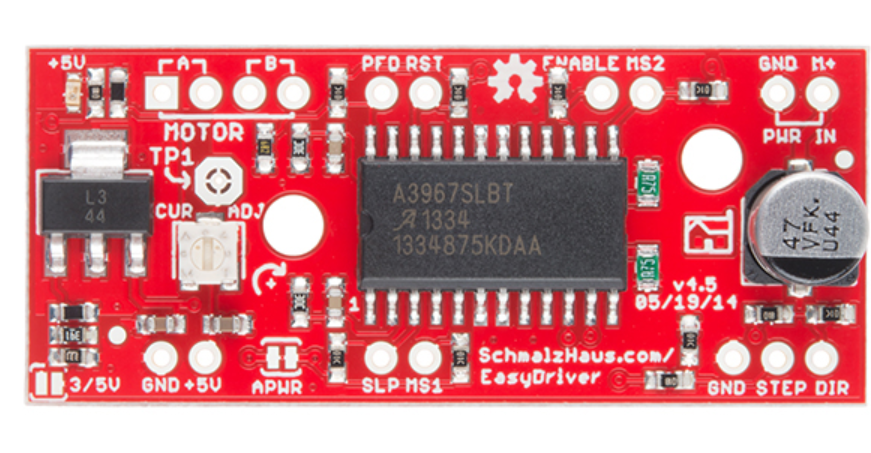 +5V A B PFD RST ENABLE MS2 GND M+
MOTOR
PWR IN
TP1
CUR ADJ
L3
44
A3967SLBT
1334
1334875KDAA
R75
R75
47
VFK.
U44
v4.5
05/19/14
1
SchmalzHaus.com/
EasyDriver
3/5V GND +5V APWR SLP MS1 GND STEP DIR